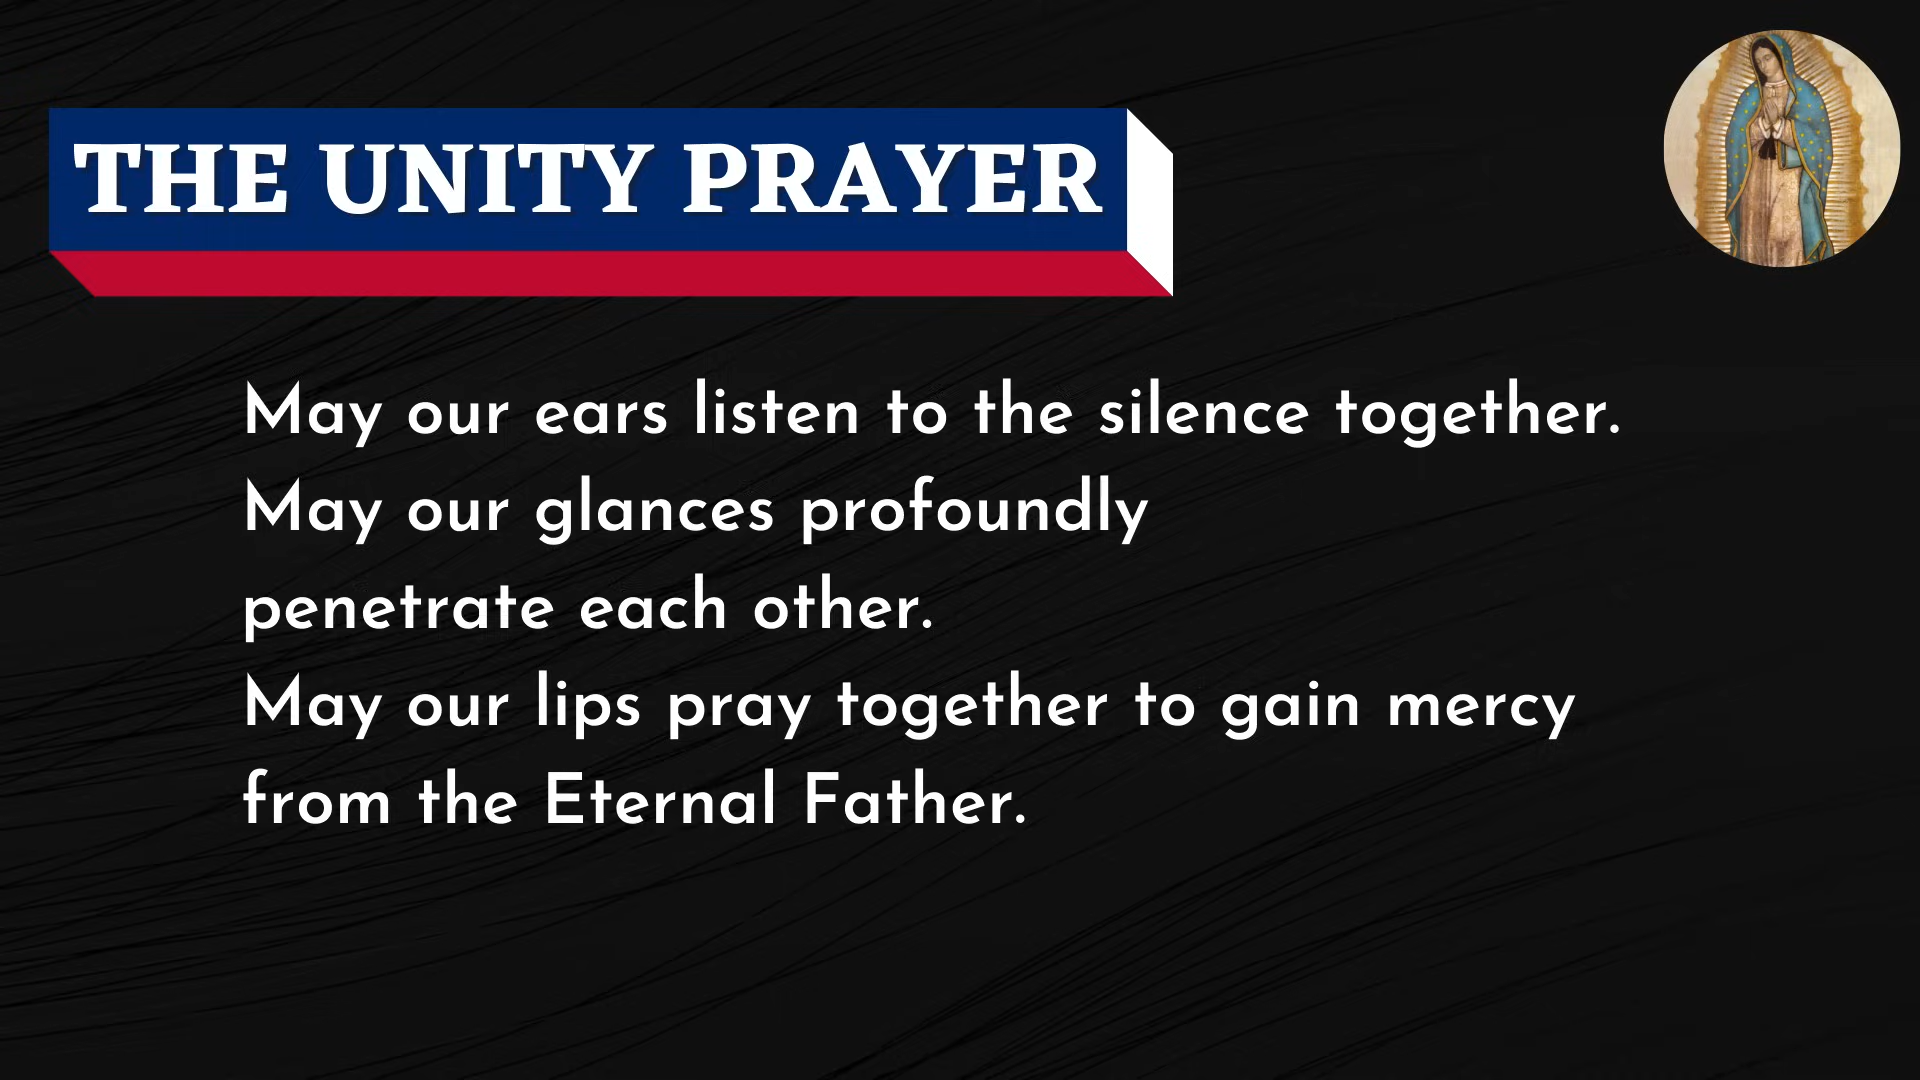 THE UNITY PRAYER
May our ears listen to the silence together.
May our glances profoundly
penetrate each other.
May our lips pray together to gain mercy
from the Eternal Father.